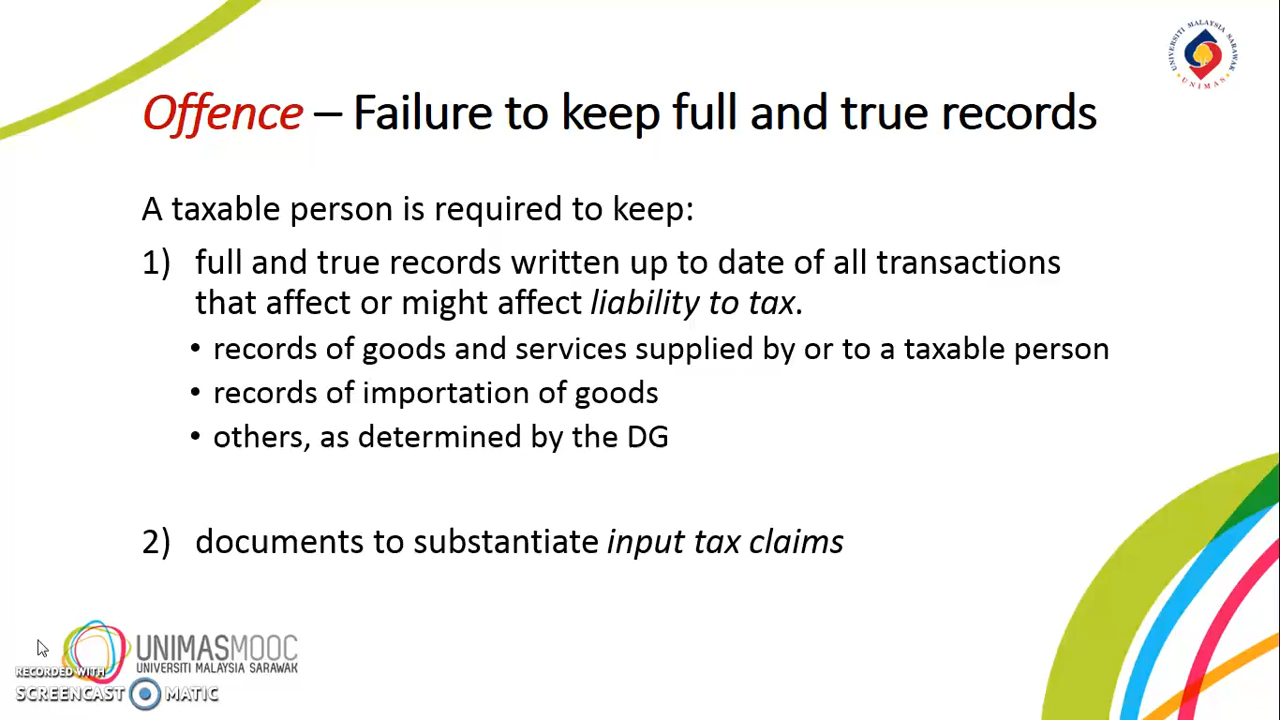 UNIVERSITI MALAYSIA SARAWAK
UNIMAS
Offence – Failure to keep full and true records
A taxable person is required to keep:
1) full and true records written up to date of all transactions
that affect or might affect liability to tax.
• records of goods and services supplied by or to a taxable person
• records of importation of goods
• others, as determined by the DG
2) documents to substantiate input tax claims
UNIMASMOOC
UNIVERSITI MALAYSIA SARAWAK
RECORDED WITH
SCREENCAST MATIC